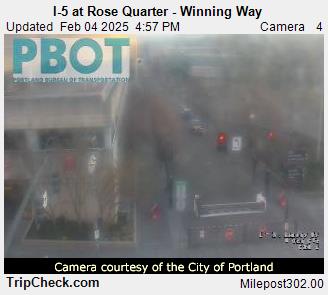 I-5 at Rose Quarter - Winning Way
Updated Feb 04 2025 4:57 PM Camera 4
PBOT
PORTLAND BUREAU OF TRANSPORTATION
Camera courtesy of the City of Portland
TripCheck.com Milepost302.00